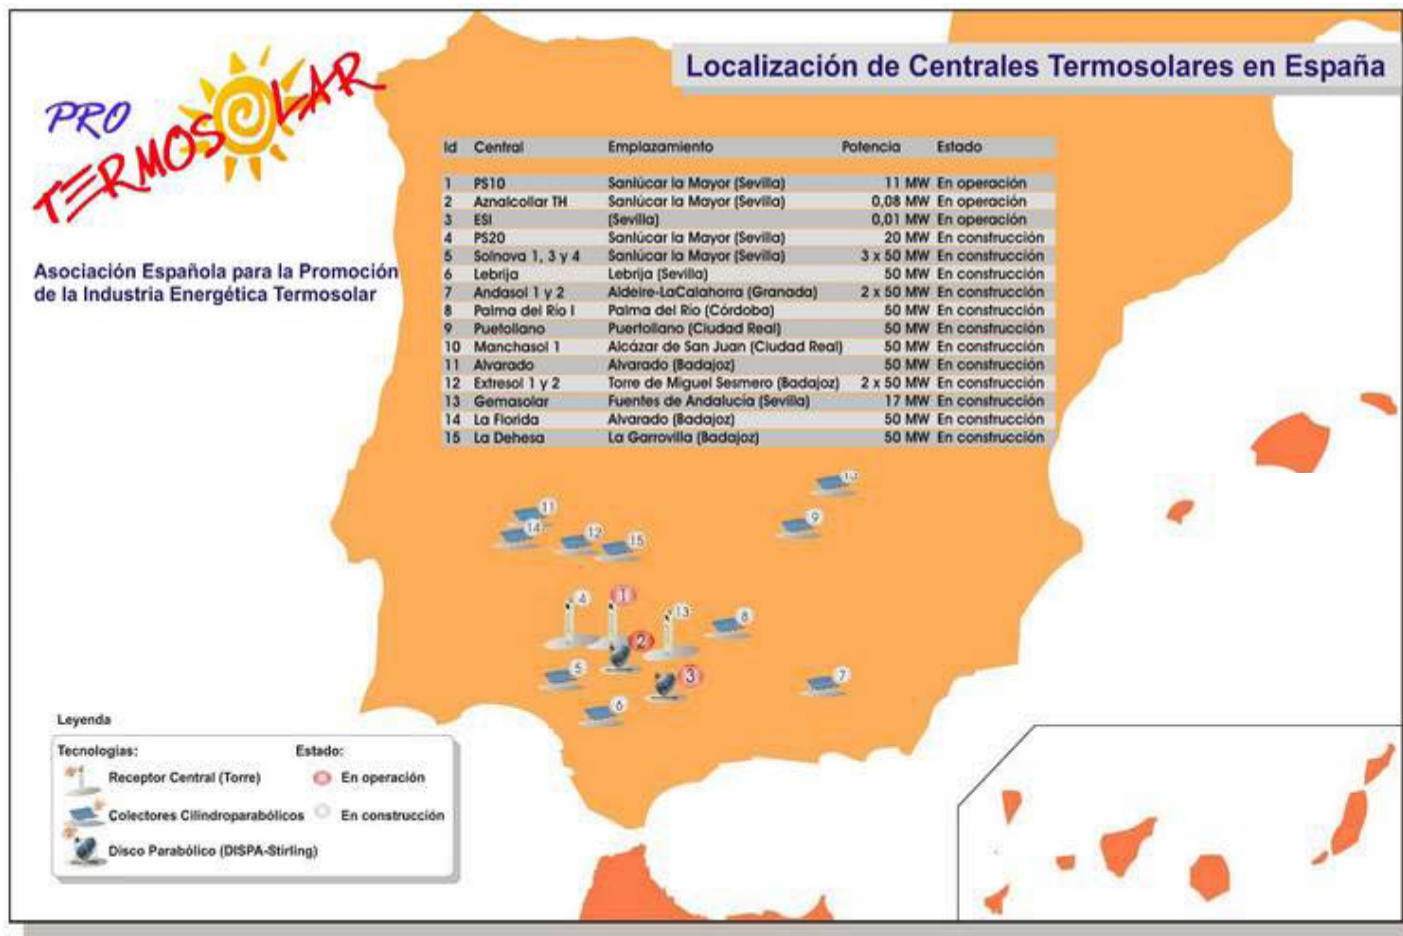 Localización de Centrales Termosolares en España
PRO
TERMOSOLAR
Asociación Española para la Promoción
de la Industria Energética Termosolar
Id Central Emplazamiento Potencia Estado
1 PS10 Sanlúcar la Mayor (Sevilla) 11 MW En operación
2 Aznalcollar TH Sanlúcar la Mayor (Sevilla) 0,08 MW En operación
3 ESI (Sevilla) 0,01 MW En operación
4 PS20 Sanlúcar la Mayor (Sevilla) 20 MW En construcción
5 Solnova 1, 3 y 4 Sanlúcar la Mayor (Sevilla) 3 x 50 MW En construcción
6 Lebrija Lebrija (Sevilla) 50 MW En construcción
7 Andasol 1 y 2 Aldeire-LaCalahorra (Granada) 2 x 50 MW En construcción
8 Palma del Río I Palma del Río (Córdoba) 50 MW En construcción
9 Puetollano Puertollano (Ciudad Real) 50 MW En construcción
10 Manchasol 1 Alcázar de San Juan (Ciudad Real) 50 MW En construcción
11 Alvarado Alvarado (Badajoz) 50 MW En construcción
12 Extresol 1 y 2 Torre de Miguel Sesmero (Badajoz) 2 x 50 MW En construcción
13 Gemasolar Fuentes de Andalucía (Sevilla) 17 MW En construcción
14 La Florida Alvarado (Badajoz) 50 MW En construcción
15 La Dehesa La Garrovilla (Badajoz) 50 MW En construcción
10
11
14
12
15
9
4
1
13
8
2
5
3
7
6
Leyenda
Tecnologías: Estado:
Receptor Central (Torre) En operación
Colectores Cilindroparabólicos En construcción
Disco Parabólico (DISPA-Stirling)